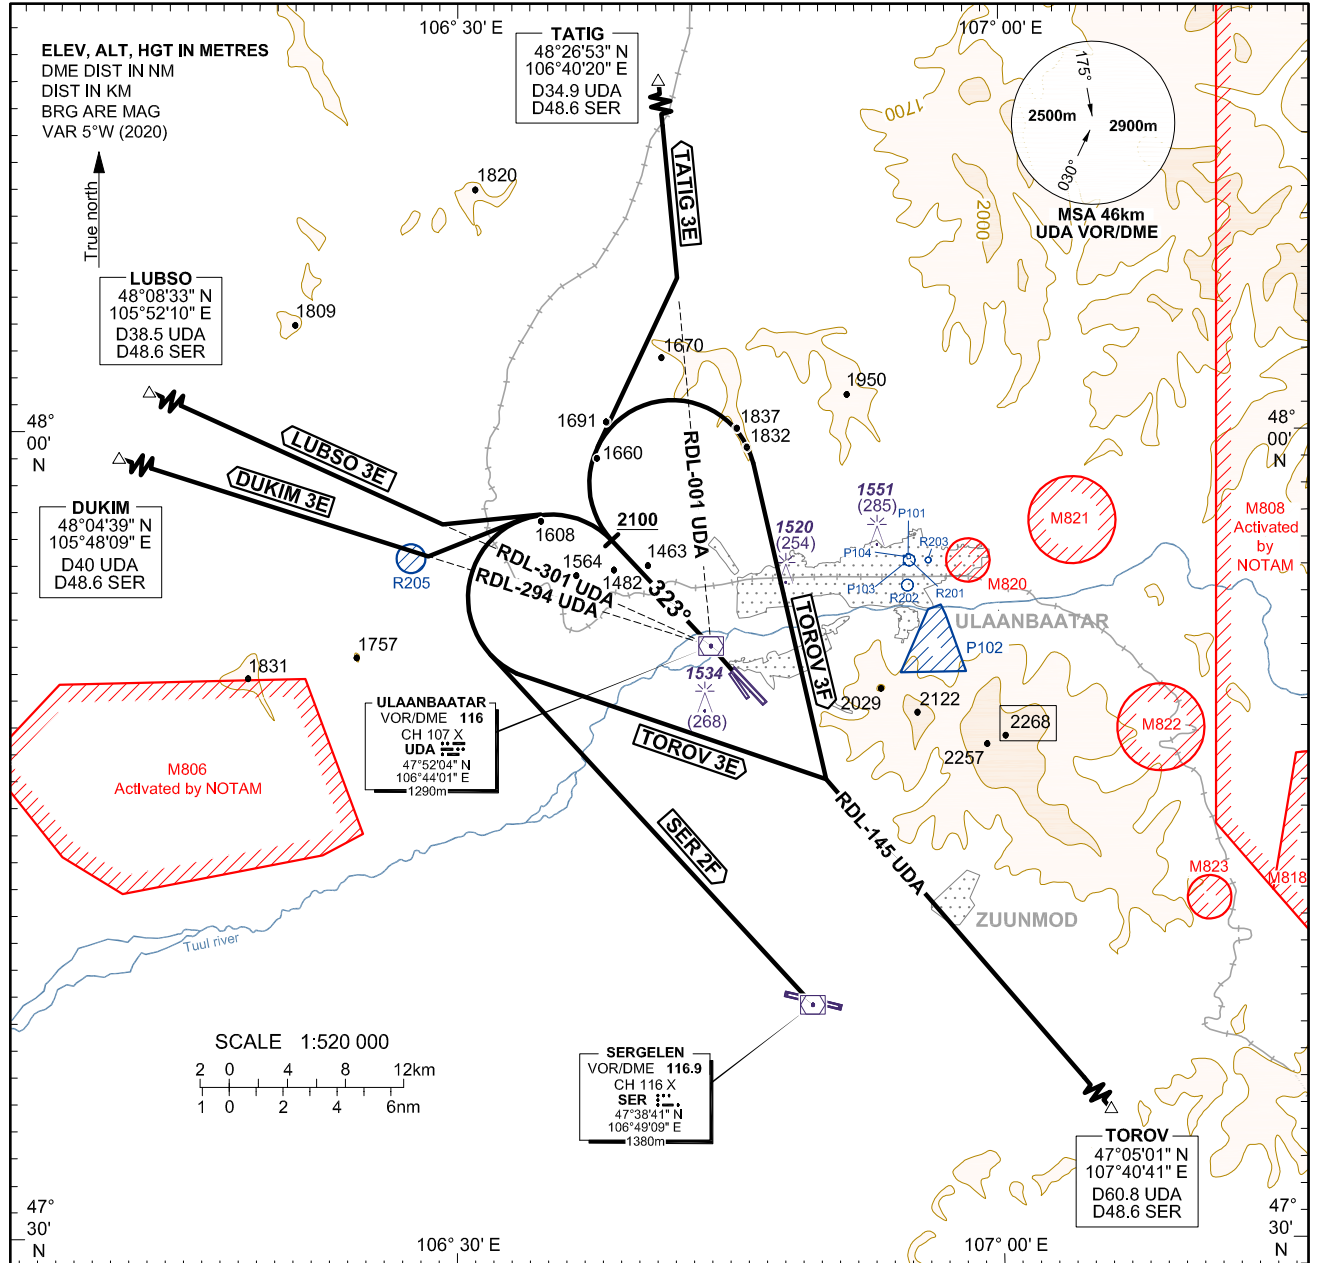 106° 30' E
107° 00' E
ELEV, ALT, HGT IN METRES
DME DIST IN NM
DIST IN KM
BRG ARE MAG
VAR 5°W (2020)
True north
TATIG
48°26'53" N
106°40'20" E
D34.9 UDA
D48.6 SER
175°
2500m
2900m
030°
MSA 46km
UDA VOR/DME
1700
2000
1820
TATIG 3E
LUBSO
48°08'33" N
105°52'10" E
D38.5 UDA
D48.6 SER
1809
1670
1950
1691
1837
1832
1660
48°
00'
N
48°
00'
N
LUBSO 3E
DUKIM 3E
RDL-001 UDA
DUKIM
48°04'39" N
105°48'09" E
D40 UDA
D48.6 SER
R205
1608
2100
1564
1482
1463
RDL-301 UDA
RDL-294 UDA
323°
1551
(285)
1520
(254)
P101
P104
R203
P103
R202
R201
M821
M820
M808
Activated
by
NOTAM
ULAANBAATAR
P102
TOROV 3F
1757
1831
1534
(268)
2029
2122
2268
2257
M822
M806
Activated by NOTAM
ULAANBAATAR
VOR/DME 116
CH 107 X
UDA
47°52'04" N
106°44'01" E
1290m
TOROV 3E
SER 2F
RDL-145 UDA
M823
M818
ZUUNMOD
Tuul river
SCALE 1:520 000
2 0 4 8 12km
1 0 2 4 6nm
SERGELEN
VOR/DME 116.9
CH 116 X
SER
47°38'41" N
106°49'09" E
1380m
TOROV
47°05'01" N
107°40'41" E
D60.8 UDA
D48.6 SER
47°
30'
N
47°
30'
N
106° 30' E
107° 00' E